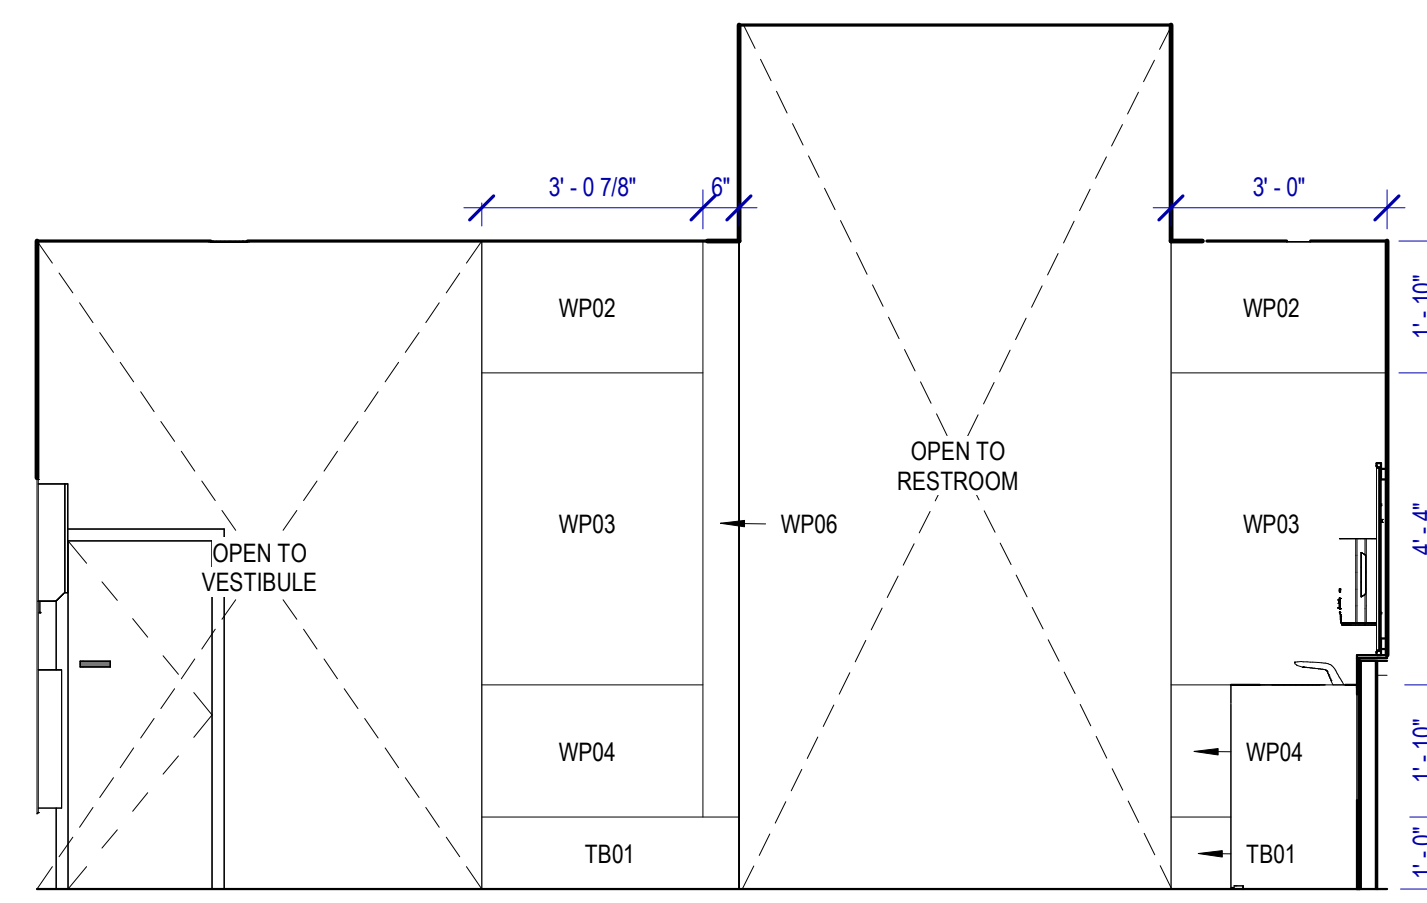 3' - 0 7/8"
6"
3' - 0"
WP02
WP02
1' - 10"
OPEN TO
RESTROOM
WP03
WP06
WP03
4' - 4"
OPEN TO
VESTIBULE
WP04
WP04
1' - 10"
TB01
TB01
1' - 0"